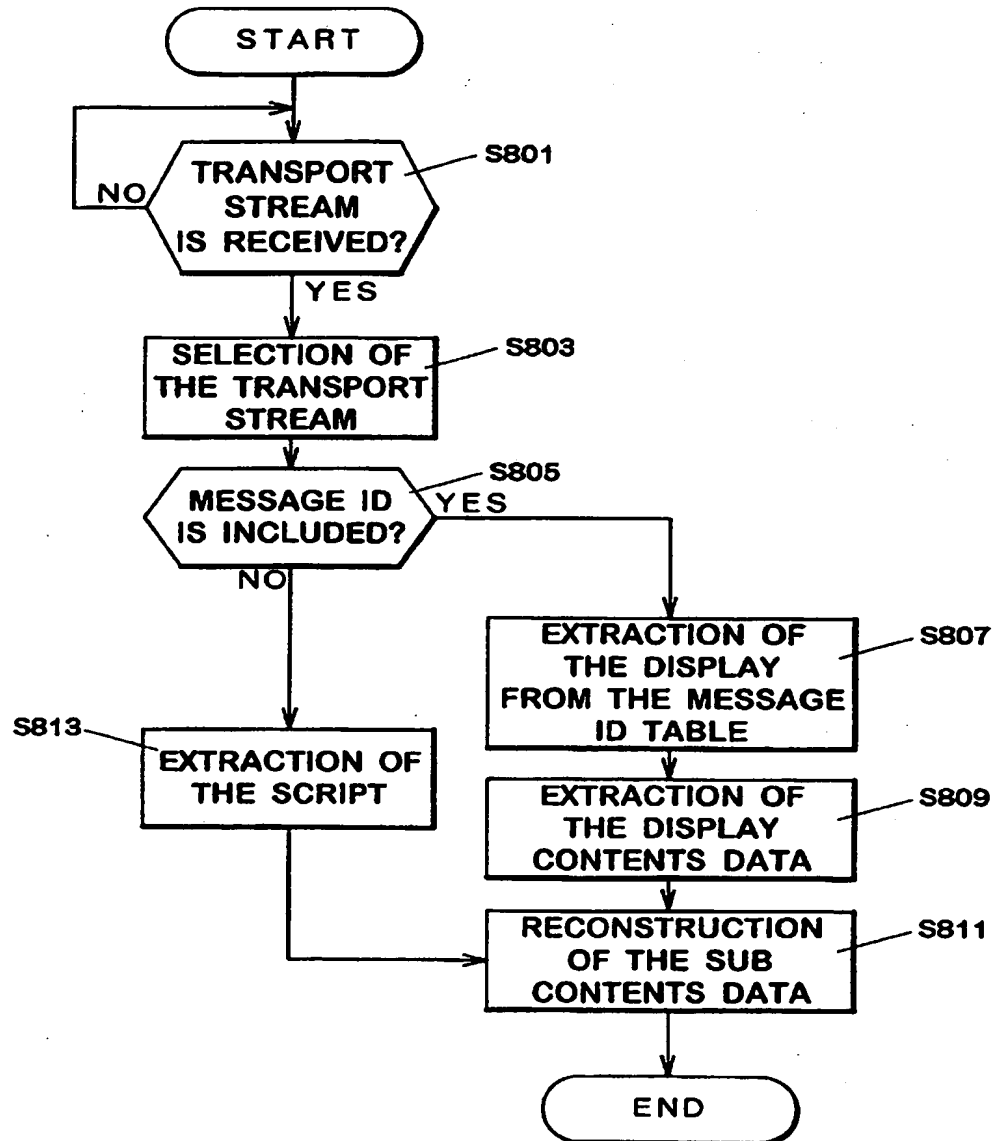 START
S801
TRANSPORT
STREAM
IS RECEIVED?
NO
YES
S803
SELECTION OF
THE TRANSPORT
STREAM
S805
MESSAGE ID
IS INCLUDED?
YES
NO
S807
EXTRACTION OF
THE DISPLAY
FROM THE MESSAGE
ID TABLE
S813
EXTRACTION OF
THE SCRIPT
S809
EXTRACTION OF
THE DISPLAY
CONTENTS DATA
S811
RECONSTRUCTION
OF THE SUB
CONTENTS DATA
END